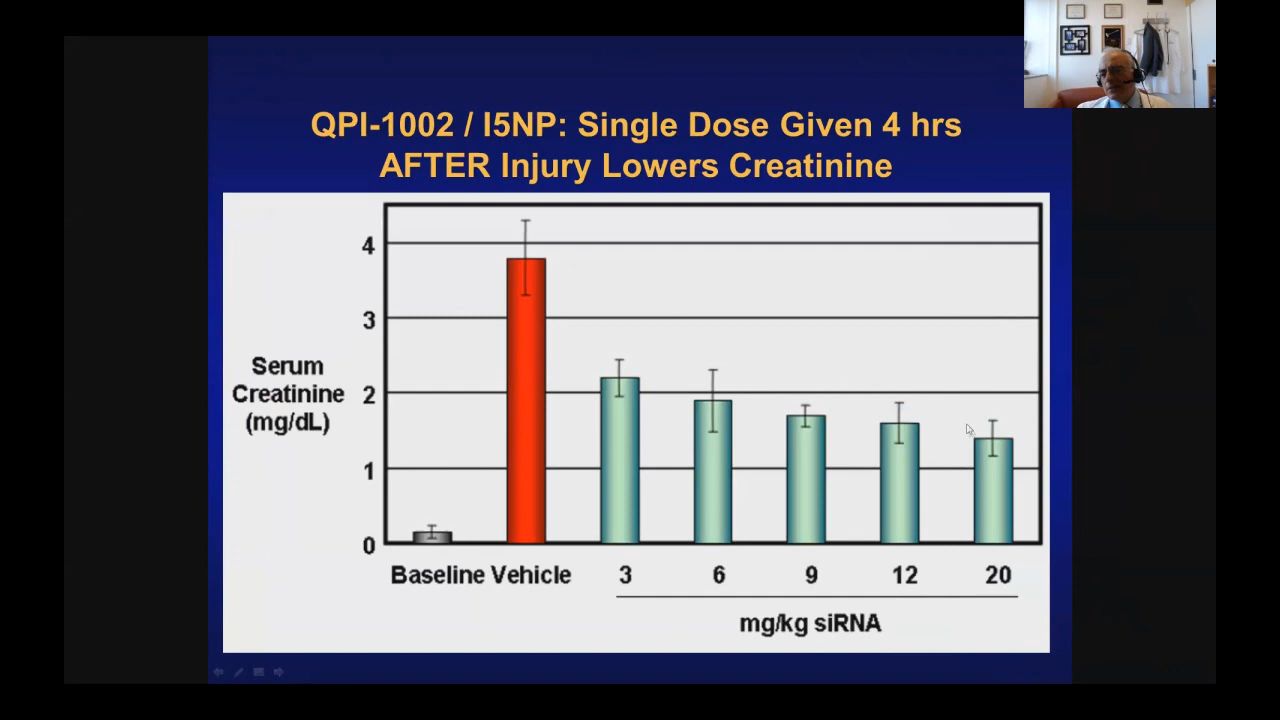 QPI-1002 / I5NP: Single Dose Given 4 hrs
AFTER Injury Lowers Creatinine
4
3
2
1
0
Serum
Creatinine
(mg/dL)
Baseline Vehicle 3 6 9 12 20
mg/kg siRNA